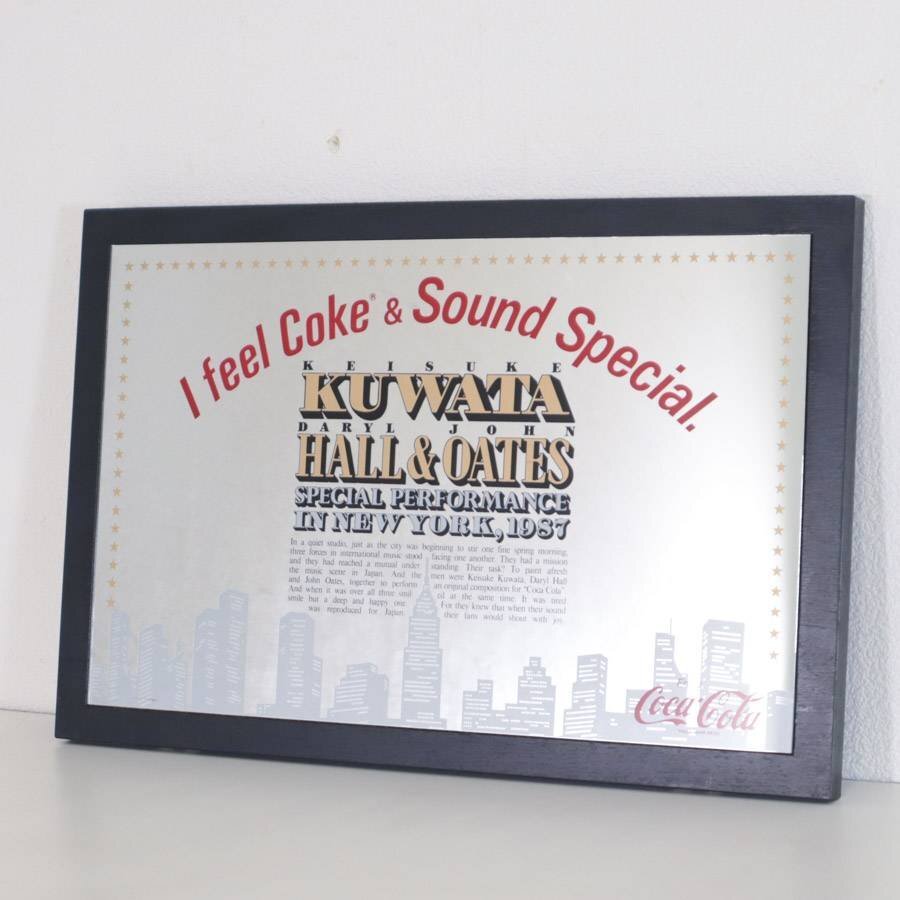 I feel Coke® & Sound Special.
KEISUKE
KUWATA
DARYL JOHN
HALL & OATES
SPECIAL PERFORMANCE
IN NEW YORK, 1987
In a quiet studio, just as the city was beginning to stir one fine spring morning,
three forces in international music stood facing one another. They had a mission
and they had reached a mutual under standing. Their task? To paint afresh
the music scene in Japan. And the men were Keisuke Kuwata, Daryl Hall
and John Oates, together to perform an original composition for "Coca Cola"
And when it was over all three smil ed at the same time. It was
smile but a deep and happy one. For they knew that when their sound
was reproduced for Japan their fans would shout with joy.
Coca-Cola